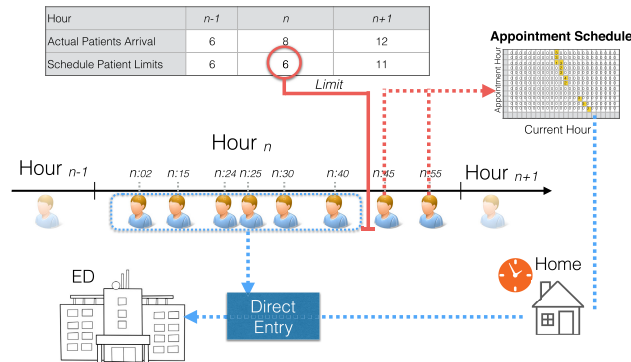 Hour n-1 n n+1
Actual Patients Arrival 6 8 12
Schedule Patient Limits 6 6 11
Limit
Appointment Schedule
Appointment Hour
Current Hour
Hour n
Hour n-1
n:02 n:15 n:24 n:25 n:30 n:40 n:45 n:55
Hour n+1
ED
Direct
Entry
Home